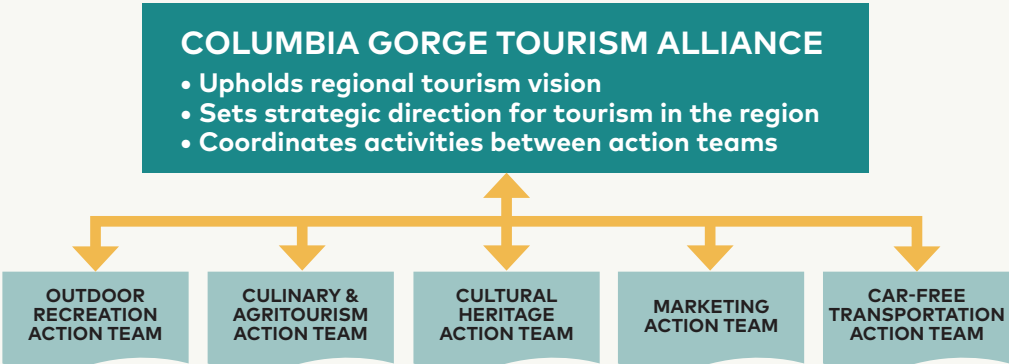 COLUMBIA GORGE TOURISM ALLIANCE
• Upholds regional tourism vision
• Sets strategic direction for tourism in the region
• Coordinates activities between action teams
OUTDOOR
RECREATION
ACTION TEAM
CULINARY &
AGRITOURISM
ACTION TEAM
CULTURAL
HERITAGE
ACTION TEAM
MARKETING
ACTION TEAM
CAR-FREE
TRANSPORTATION
ACTION TEAM